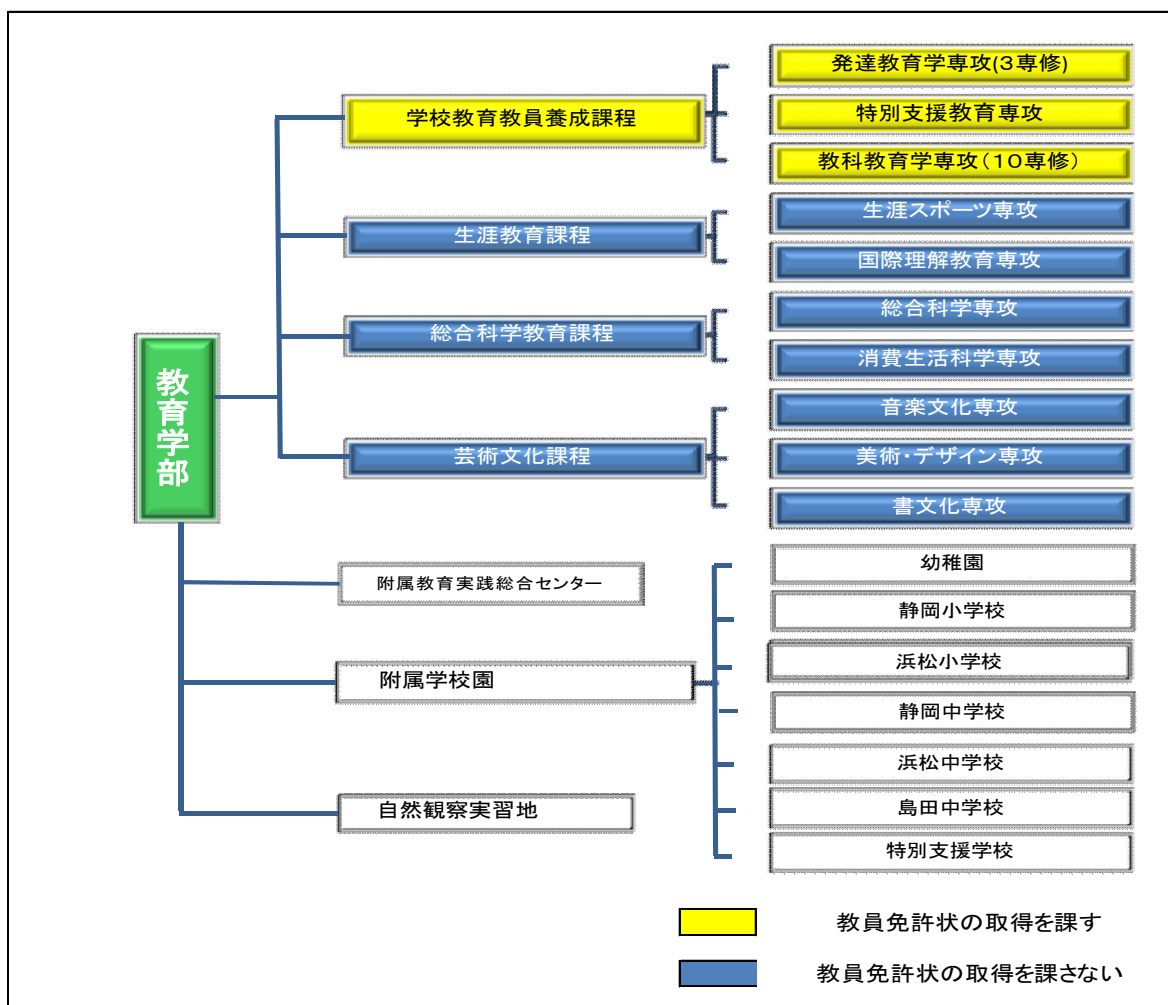 教育学部
学校教育教員養成課程
発達教育学専攻(3専修)
特別支援教育専攻
教科教育学専攻(10専修)
生涯教育課程
生涯スポーツ専攻
国際理解教育専攻
総合科学教育課程
総合科学専攻
消費生活科学専攻
芸術文化課程
音楽文化専攻
美術・デザイン専攻
書文化専攻
附属教育実践総合センター
附属学校園
幼稚園
静岡小学校
浜松小学校
静岡中学校
浜松中学校
島田中学校
特別支援学校
自然観察実習地
教員免許状の取得を課す
教員免許状の取得を課さない